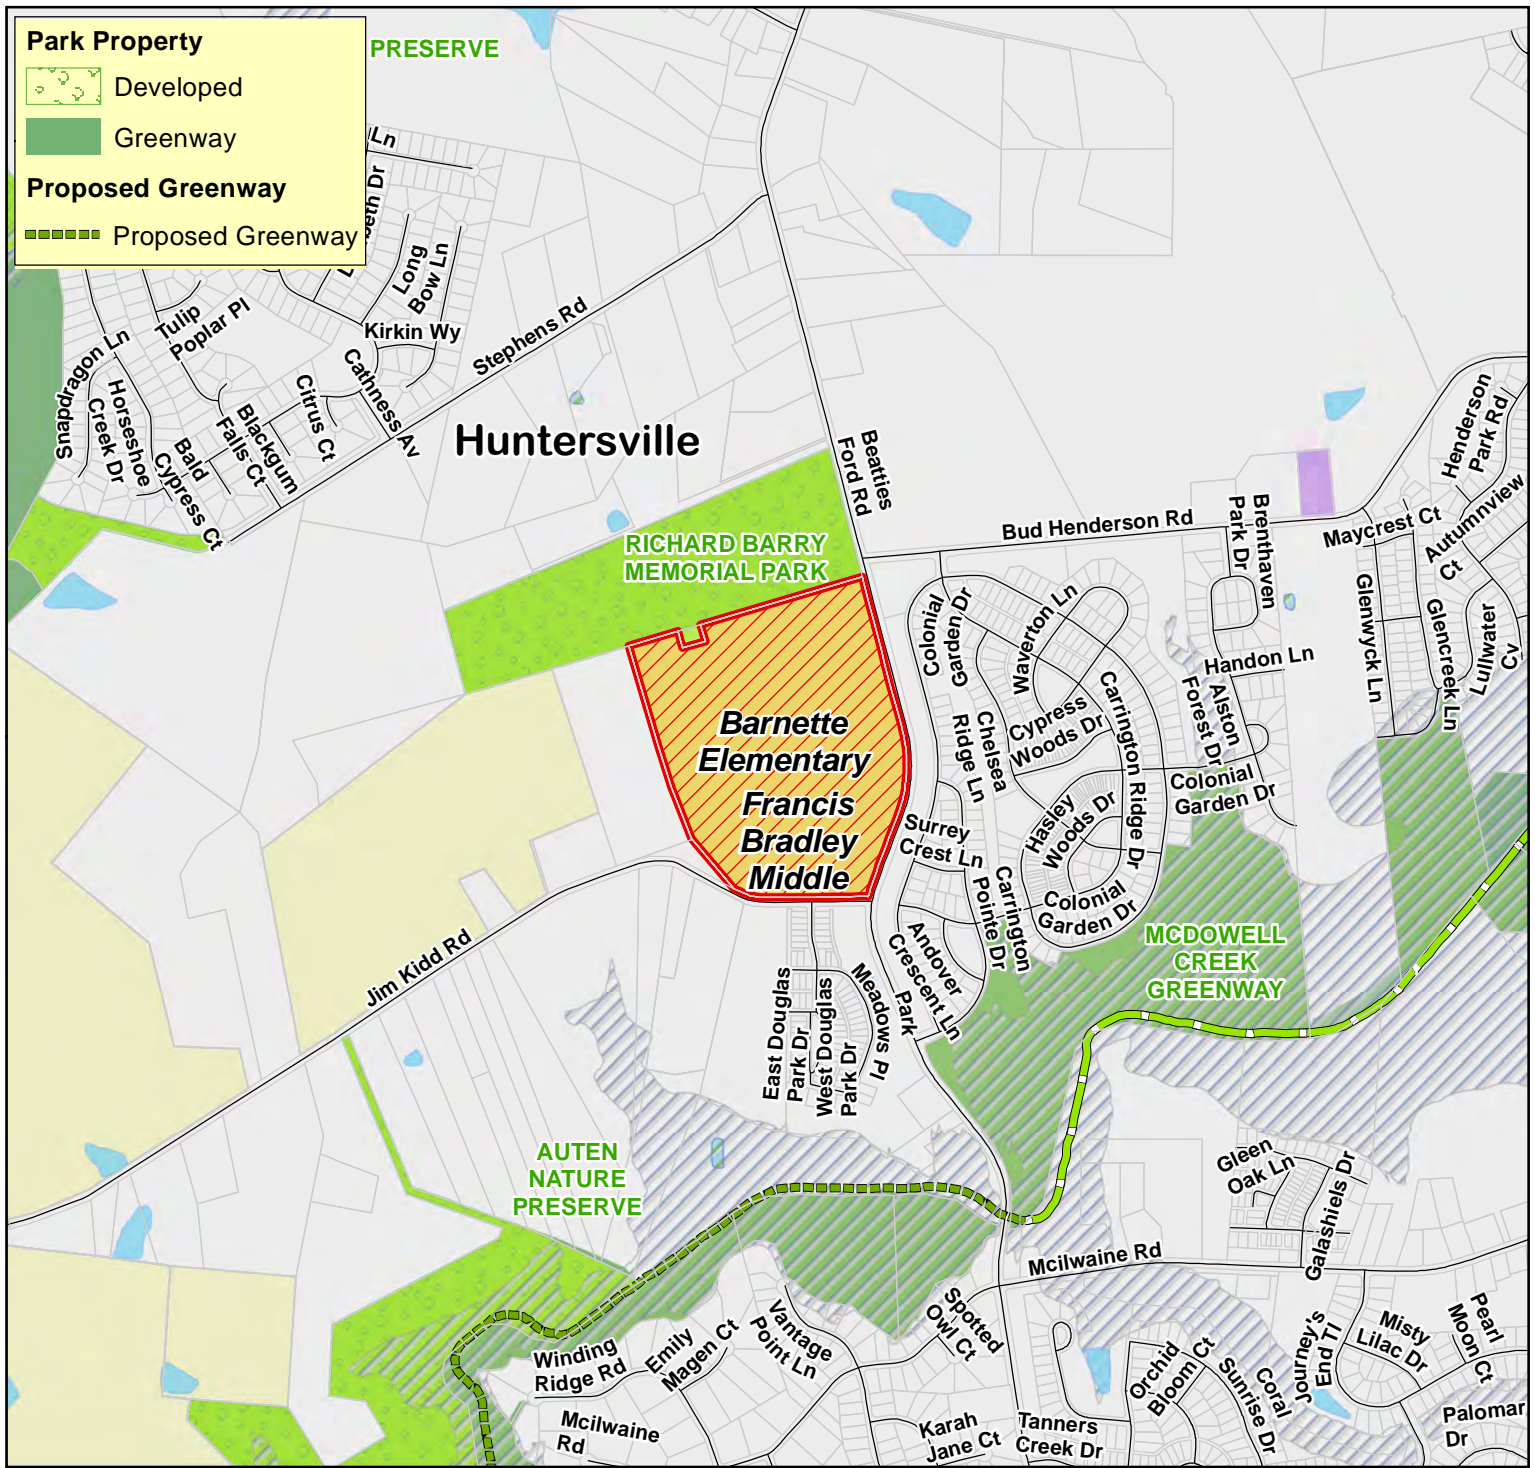 Park Property
Developed
Greenway
Proposed Greenway
Proposed Greenway
PRESERVE
Ln
Long
Bow Ln
Kirkin Wy
Tulip
Poplar Pl
Stephens Rd
Snapdragon Ln
Horseshoe
Creek Dr
Bald
Cypress Ct
Blackgum
Falls Ct
Citrus Ct
Cathness Av
Huntersville
Beatties
Ford Rd
RICHARD BARRY
MEMORIAL PARK
Bud Henderson Rd
Brenthaven
Park Dr
Henderson
Park Rd
Maycrest Ct
Autumnview
Ct
Glenwyck Ln
Glencreek Ln
Lullwater
Cv
Colonial
Garden Dr
Waverton Ln
Handon Ln
Alston
Forest Dr
Cypress
Woods Dr
Carrington Ridge Dr
Chelsea
Ridge Ln
Colonial
Garden Dr
Hasley
Woods Dr
Barnette
Elementary
Francis
Bradley
Middle
Surrey
Crest Ln
Carrington
Pointe Dr
Colonial
Garden Dr
Andover
Crescent Ln
Park
MCDOWELL
CREEK
GREENWAY
Jim Kidd Rd
East Douglas
Park Dr
West Douglas
Park Dr
Meadows Pl
AUTEN
NATURE
PRESERVE
Gleen
Oak Ln
Galashiels Dr
Mcilwaine Rd
Spotted
Owl Ct
Vantage
Point Ln
Emily
Magen Ct
Winding
Ridge Rd
Mcilwaine
Rd
Karah
Jane Ct
Tanners
Creek Dr
Orchid
Bloom Ct
Coral
Sunrise Dr
Journey's
End Tl
Misty
Lilac Dr
Pearl
Moon Ct
Palomar
Dr